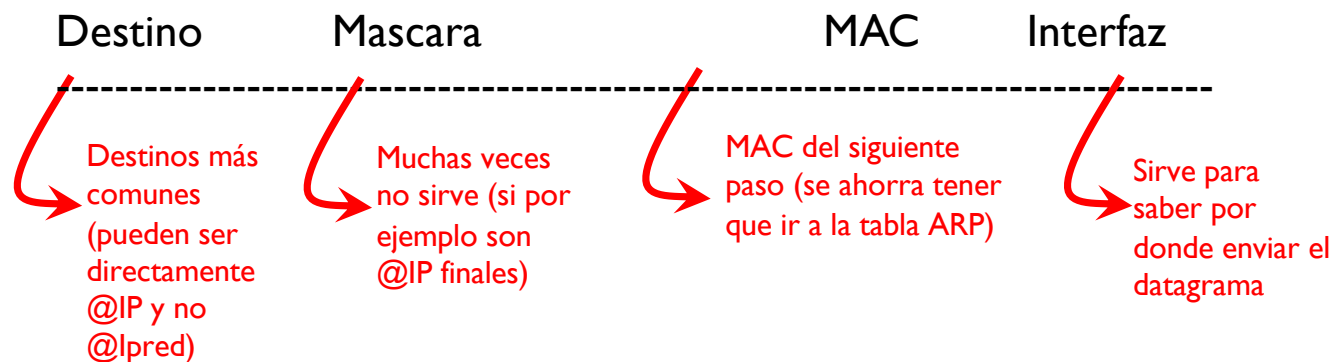 Destino Mascara MAC Interfaz
Destinos más
comunes
(pueden ser
directamente
@IP y no
@Ipred)
Muchas veces
no sirve (si por
ejemplo son
@IP finales)
MAC del siguiente
paso (se ahorra tener
que ir a la tabla ARP)
Sirve para
saber por
donde enviar el
datagrama